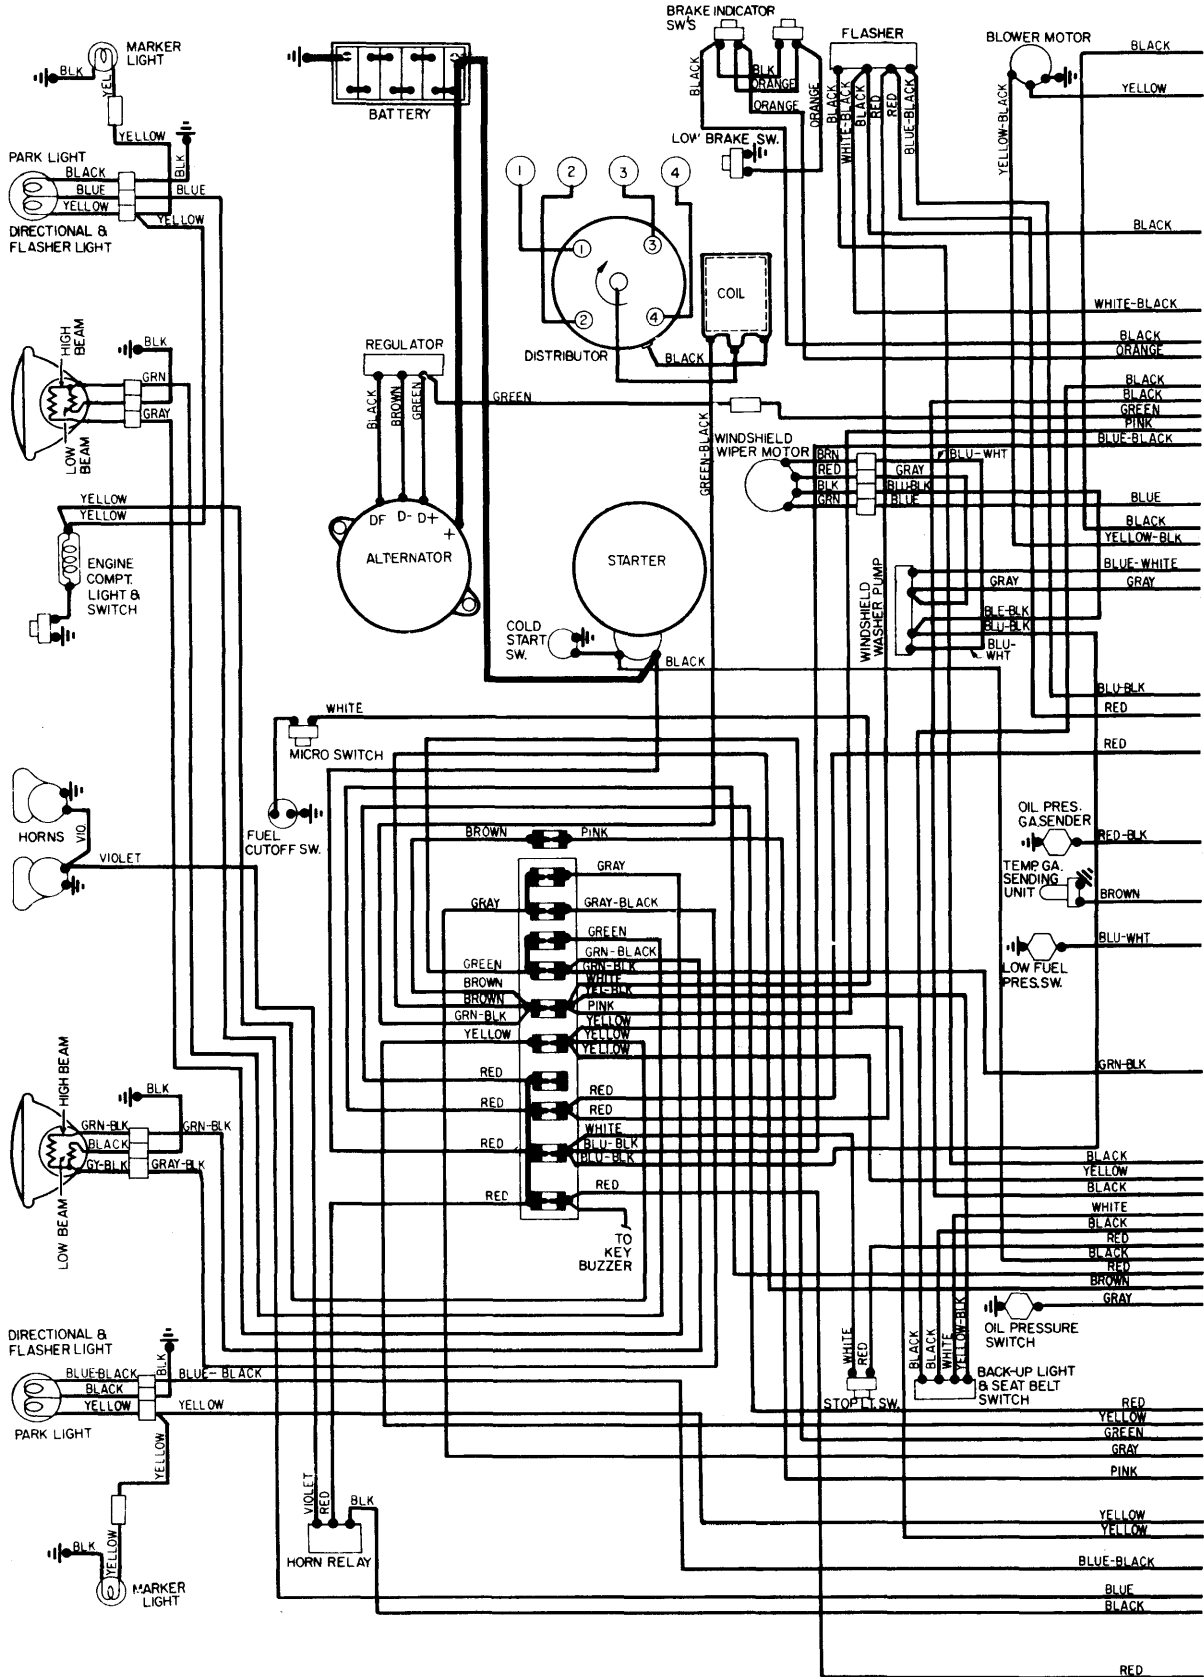 BRAKE INDICATOR
SW'S
FLASHER
BLOWER MOTOR
BLACK
YELLOW
MARKER
LIGHT
BLK
YEL
YELLOW
BATTERY
BLACK
BLK
ORANGE
ORANGE
ORANGE
BLACK
WHITE-BLACK
BLACK
RED
RED
BLUE-BLACK
YELLOW-BLACK
LOW BRAKE SW.
PARK LIGHT
BLACK
BLUE
YELLOW
BLK
BLUE
YELLOW
DIRECTIONAL &
FLASHER LIGHT
1
2
3
4
1
2
3
4
DISTRIBUTOR
COIL
BLACK
BLACK
WHITE-BLACK
BLACK
ORANGE
BLACK
BLACK
GREEN
PINK
BLUE-BLACK
HIGH
BEAM
BLK
GRN
GRAY
LOW
BEAM
REGULATOR
BLACK
BROWN
GREEN
GREEN
GREEN-BLACK
WINDSHIELD
WIPER MOTOR
BRN
RED
BLK
GRN
BLU-WHT
GRAY
BLU-BLK
BLUE
BLUE
BLACK
YELLOW-BLK
BLUE-WHITE
GRAY
GRAY
BLE-BLK
BLU-BLK
BLU-
WHT
WINDSHIELD
WASHER PUMP
YELLOW
YELLOW
ENGINE
COMPT.
LIGHT &
SWITCH
DF
D-
D+
+
ALTERNATOR
STARTER
COLD
START
SW.
BLACK
BLU-BLK
RED
RED
WHITE
MICRO SWITCH
FUEL
CUTOFF SW.
HORNS
VIO.
VIOLET
OIL PRES.
GA.SENDER
RED-BLK
TEMP. GA.
SENDING
UNIT
BROWN
BLU-WHT
LOW FUEL
PRES.SW.
BROWN
PINK
GRAY
GRAY
GRAY-BLACK
GREEN
GRN-BLACK
GREEN
GRN-BLK
BROWN
WHITE
YEL-BLK
BROWN
PINK
GRN-BLK
YELLOW
YELLOW
YELLOW
YELLOW
GRN-BLK
RED
RED
RED
RED
WHITE
RED
BLU-BLK
BLU-BLK
RED
RED
TO
KEY
BUZZER
HIGH BEAM
BLK
GRN-BLK
GRN-BLK
BLACK
GY-BLK
GRAY-BLK
LOW BEAM
BLACK
YELLOW
BLACK
WHITE
BLACK
RED
BLACK
RED
BROWN
GRAY
OIL PRESSURE
SWITCH
WHITE
RED
STOP LT. SW.
BLACK
BLACK
WHITE
YELLOW-BLK
BACK-UP LIGHT
& SEAT BELT
SWITCH
DIRECTIONAL &
FLASHER LIGHT
BLUE-BLACK
BLK
BLUE-BLACK
BLACK
YELLOW
YELLOW
PARK LIGHT
YELLOW
YELLOW
BLK
MARKER
LIGHT
VIOLET
RED
BLK
HORN RELAY
RED
YELLOW
GREEN
GRAY
PINK
YELLOW
YELLOW
BLUE-BLACK
BLUE
BLACK
RED